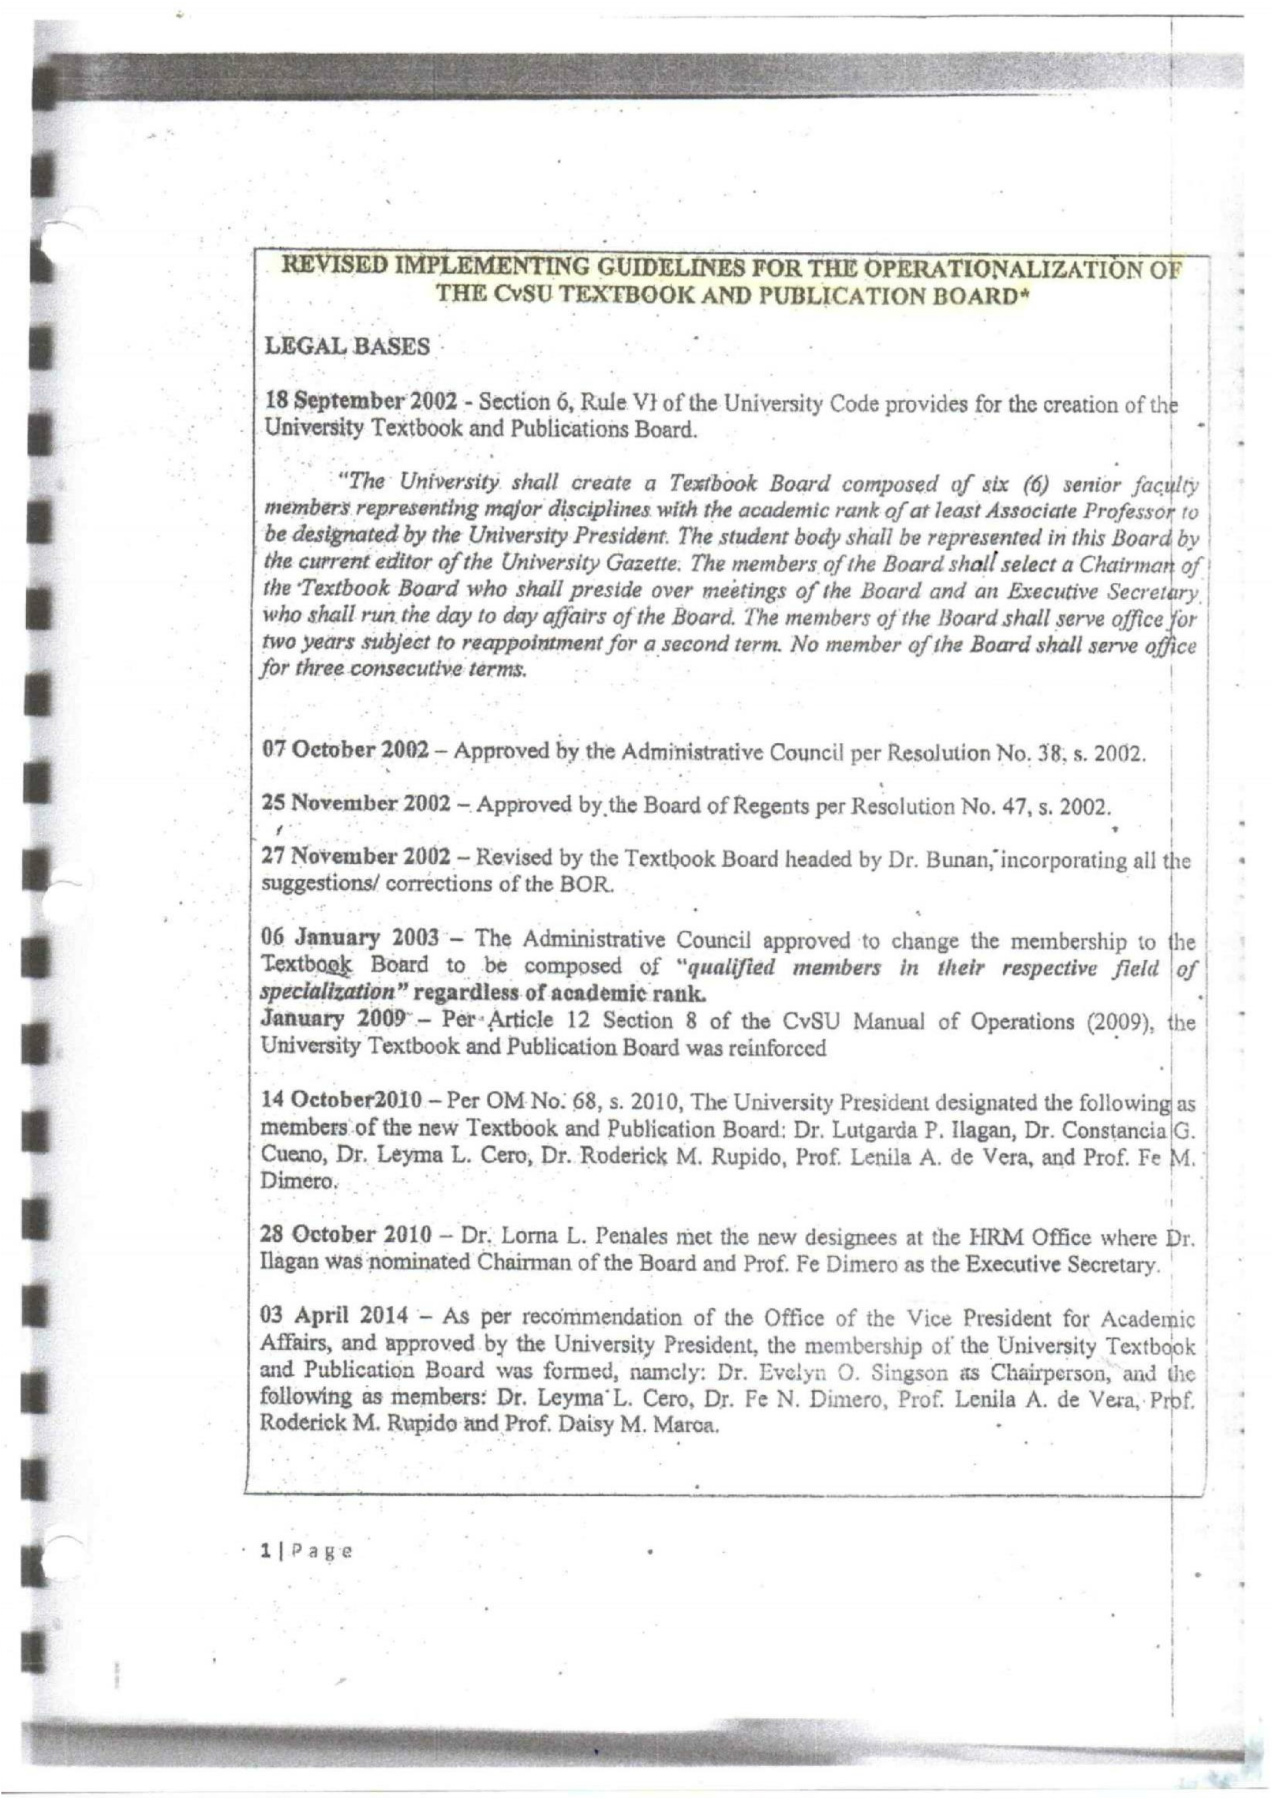 REVISED IMPLEMENTING GUIDELINES FOR THE OPERATIONALIZATION OF
THE CvSU TEXTBOOK AND PUBLICATION BOARD*
LEGAL BASES
18 September 2002 - Section 6, Rule VI of the University Code provides for the creation of the
University Textbook and Publications Board.
"The University shall create a Textbook Board composed of six (6) senior faculty
members representing major disciplines with the academic rank of at least Associate Professor to
be designated by the University President. The student body shall be represented in this Board by
the current editor of the University Gazette. The members of the Board shall select a Chairman of
the Textbook Board who shall preside over meetings of the Board and an Executive Secretary
who shall run the day to day affairs of the Board. The members of the Board shall serve office for
two years subject to reappointment for a second term. No member of the Board shall serve office
for three consecutive terms.
07 October 2002 – Approved by the Administrative Council per Resolution No. 38, s. 2002.
25 November 2002 – Approved by the Board of Regents per Resolution No. 47, s. 2002.
27 November 2002 – Revised by the Textbook Board headed by Dr. Bunan, incorporating all the
suggestions/ corrections of the BOR.
06 January 2003 – The Administrative Council approved to change the membership to the
Textbook Board to be composed of "qualified members in their respective field of
specialization" regardless of academic rank.
January 2009 – Per Article 12 Section 8 of the CvSU Manual of Operations (2009), the
University Textbook and Publication Board was reinforced
14 October2010 – Per OM No. 68, s. 2010, The University President designated the following as
members of the new Textbook and Publication Board: Dr. Lutgarda P. Ilagan, Dr. Constancia G.
Cueno, Dr. Leyma L. Cero, Dr. Roderick M. Rupido, Prof. Lenila A. de Vera, and Prof. Fe M.
Dimero.
28 October 2010 – Dr. Lorna L. Penales met the new designees at the HRM Office where Dr.
Ilagan was nominated Chairman of the Board and Prof. Fe Dimero as the Executive Secretary.
03 April 2014 – As per recommendation of the Office of the Vice President for Academic
Affairs, and approved by the University President, the membership of the University Textbook
and Publication Board was formed, namely: Dr. Evelyn O. Singson as Chairperson, and the
following as members: Dr. Leyma L. Cero, Dr. Fe N. Dimero, Prof. Lenila A. de Vera, Prof.
Roderick M. Rupido and Prof. Daisy M. Marca.
1 | Page